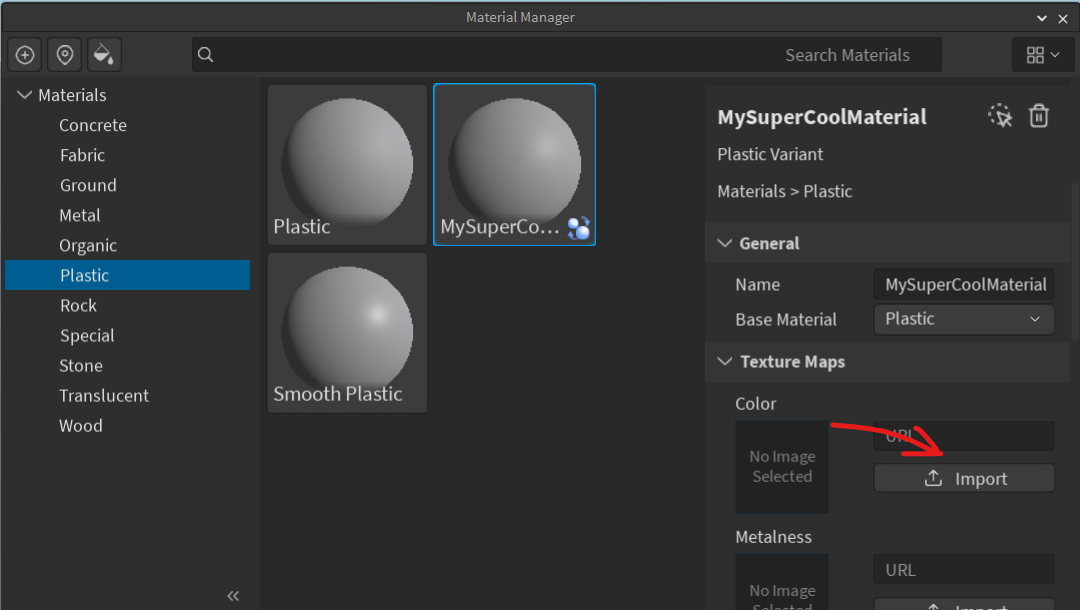 Material Manager
Search Materials
Materials
Concrete
Fabric
Ground
Metal
Organic
Plastic
Rock
Special
Stone
Translucent
Wood
Plastic
MySuperCo...
Smooth Plastic
MySuperCoolMaterial
Plastic Variant
Materials > Plastic
General
Name MySuperCoolMaterial
Base Material Plastic
Texture Maps
Color
URL
No Image
Selected
Import
Metalness
URL
No Image
Selected
Import